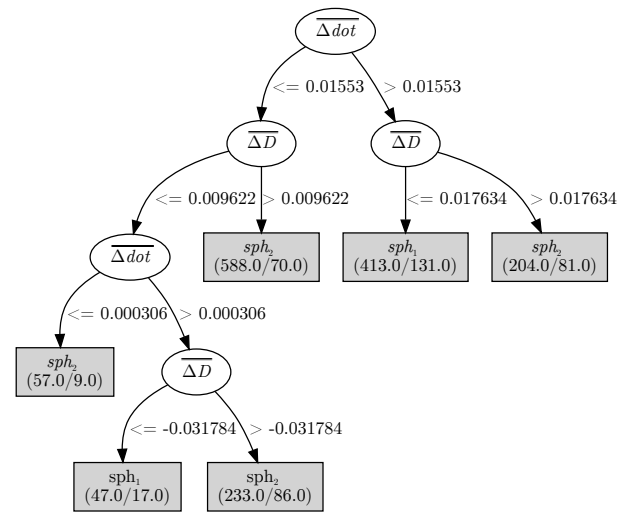 Δdot
<= 0.01553 > 0.01553
ΔD ΔD
<= 0.009622 > 0.009622 <= 0.017634 > 0.017634
Δdot
sph₂
(588.0/70.0)
sph₁
(413.0/131.0)
sph₂
(204.0/81.0)
<= 0.000306 > 0.000306
sph₂
(57.0/9.0)
ΔD
<= -0.031784 > -0.031784
sph₁
(47.0/17.0)
sph₂
(233.0/86.0)